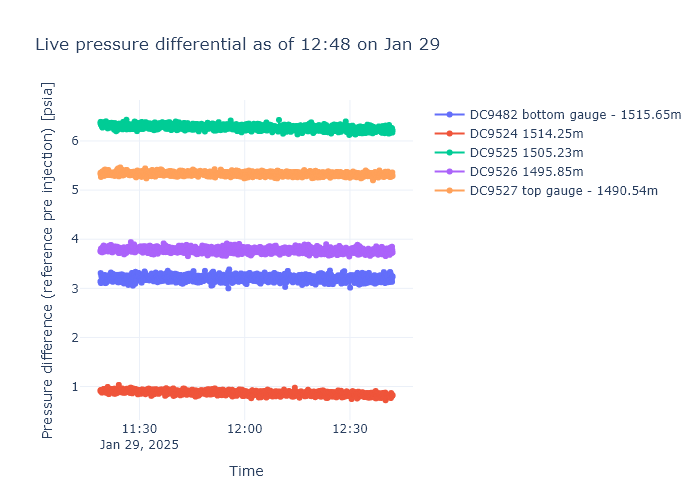 Live pressure differential as of 12:48 on Jan 29
Pressure difference (reference pre injection) [psia]
6
5
4
3
2
1
11:30
12:00
12:30
Jan 29, 2025
Time
DC9482 bottom gauge - 1515.65m
DC9524 1514.25m
DC9525 1505.23m
DC9526 1495.85m
DC9527 top gauge - 1490.54m